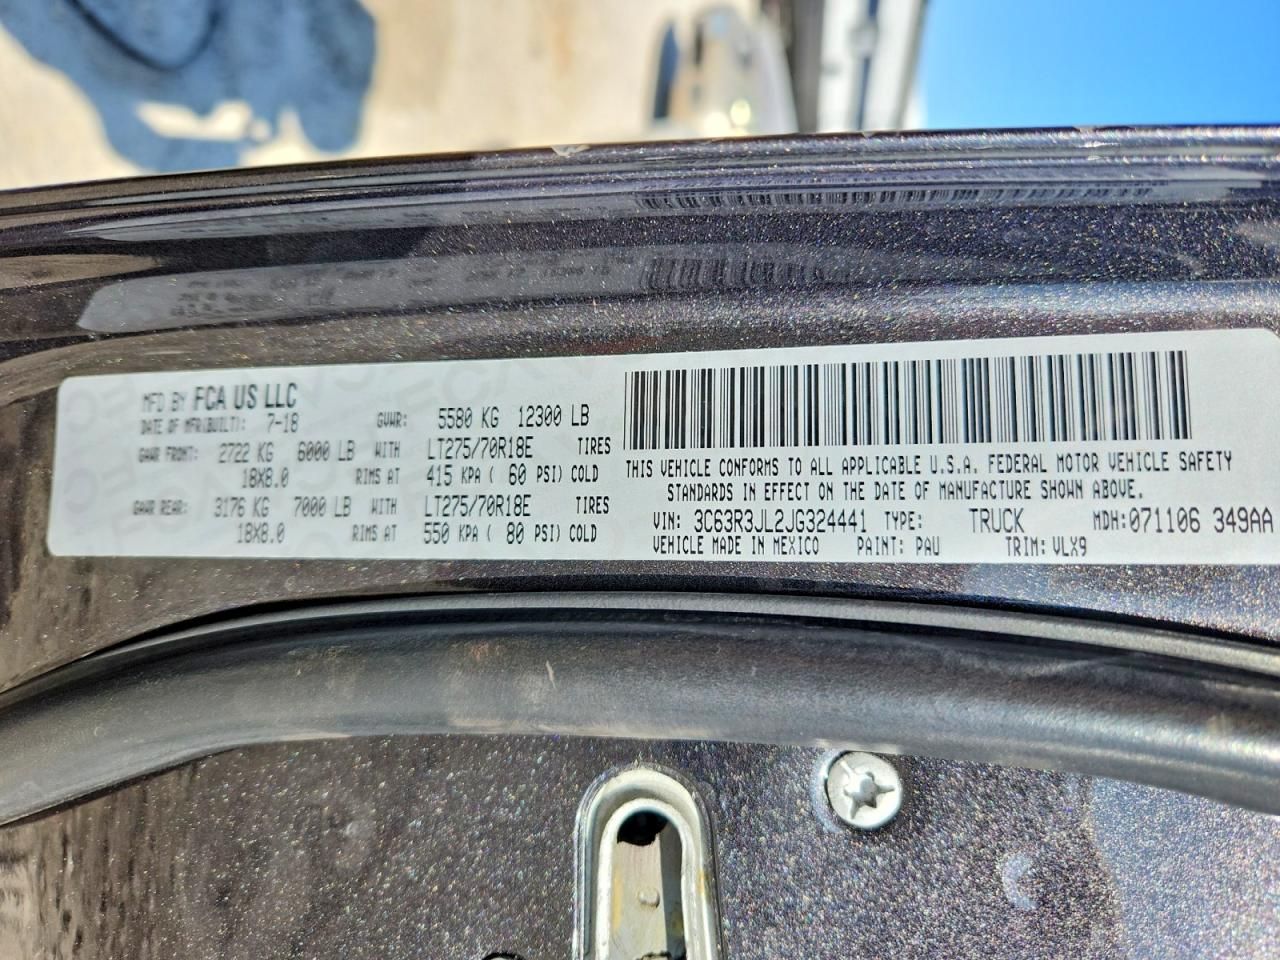 MFD BY FCA US LLC
DATE OF MFR(BUILT): 7-18 GVWR: 5580 KG 12300 LB
GAWR FRONT: 2722 KG 6000 LB WITH LT275/70R18E TIRES
18X8.0 RIMS AT 415 KPA ( 60 PSI) COLD
GAWR REAR: 3176 KG 7000 LB WITH LT275/70R18E TIRES
18X8.0 RIMS AT 550 KPA ( 80 PSI) COLD
THIS VEHICLE CONFORMS TO ALL APPLICABLE U.S.A. FEDERAL MOTOR VEHICLE SAFETY
STANDARDS IN EFFECT ON THE DATE OF MANUFACTURE SHOWN ABOVE.
VIN: 3C63R3JL2JG324441 TYPE: TRUCK MDH:071106 349AA
VEHICLE MADE IN MEXICO PAINT: PAU TRIM: VLX9